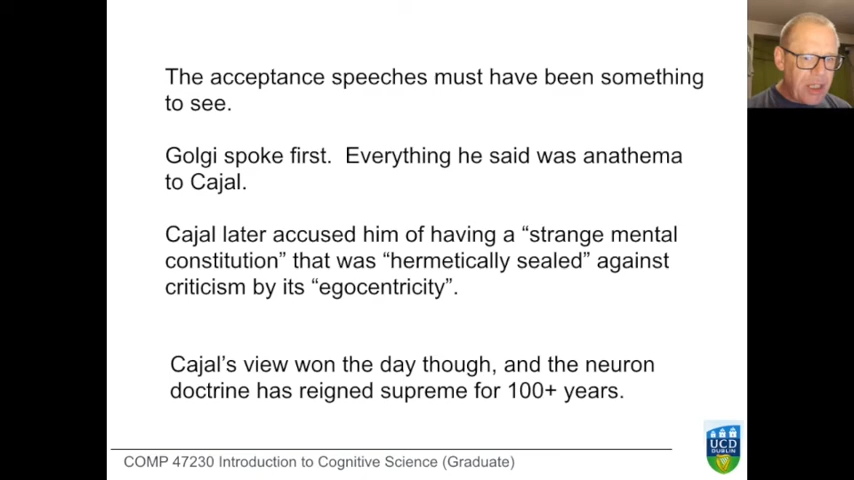 The acceptance speeches must have been something
to see.
Golgi spoke first.  Everything he said was anathema
to Cajal.
Cajal later accused him of having a “strange mental
constitution” that was “hermetically sealed” against
criticism by its “egocentricity”.
Cajal’s view won the day though, and the neuron
doctrine has reigned supreme for 100+ years.
COMP 47230 Introduction to Cognitive Science (Graduate)
UCD
DUBLIN